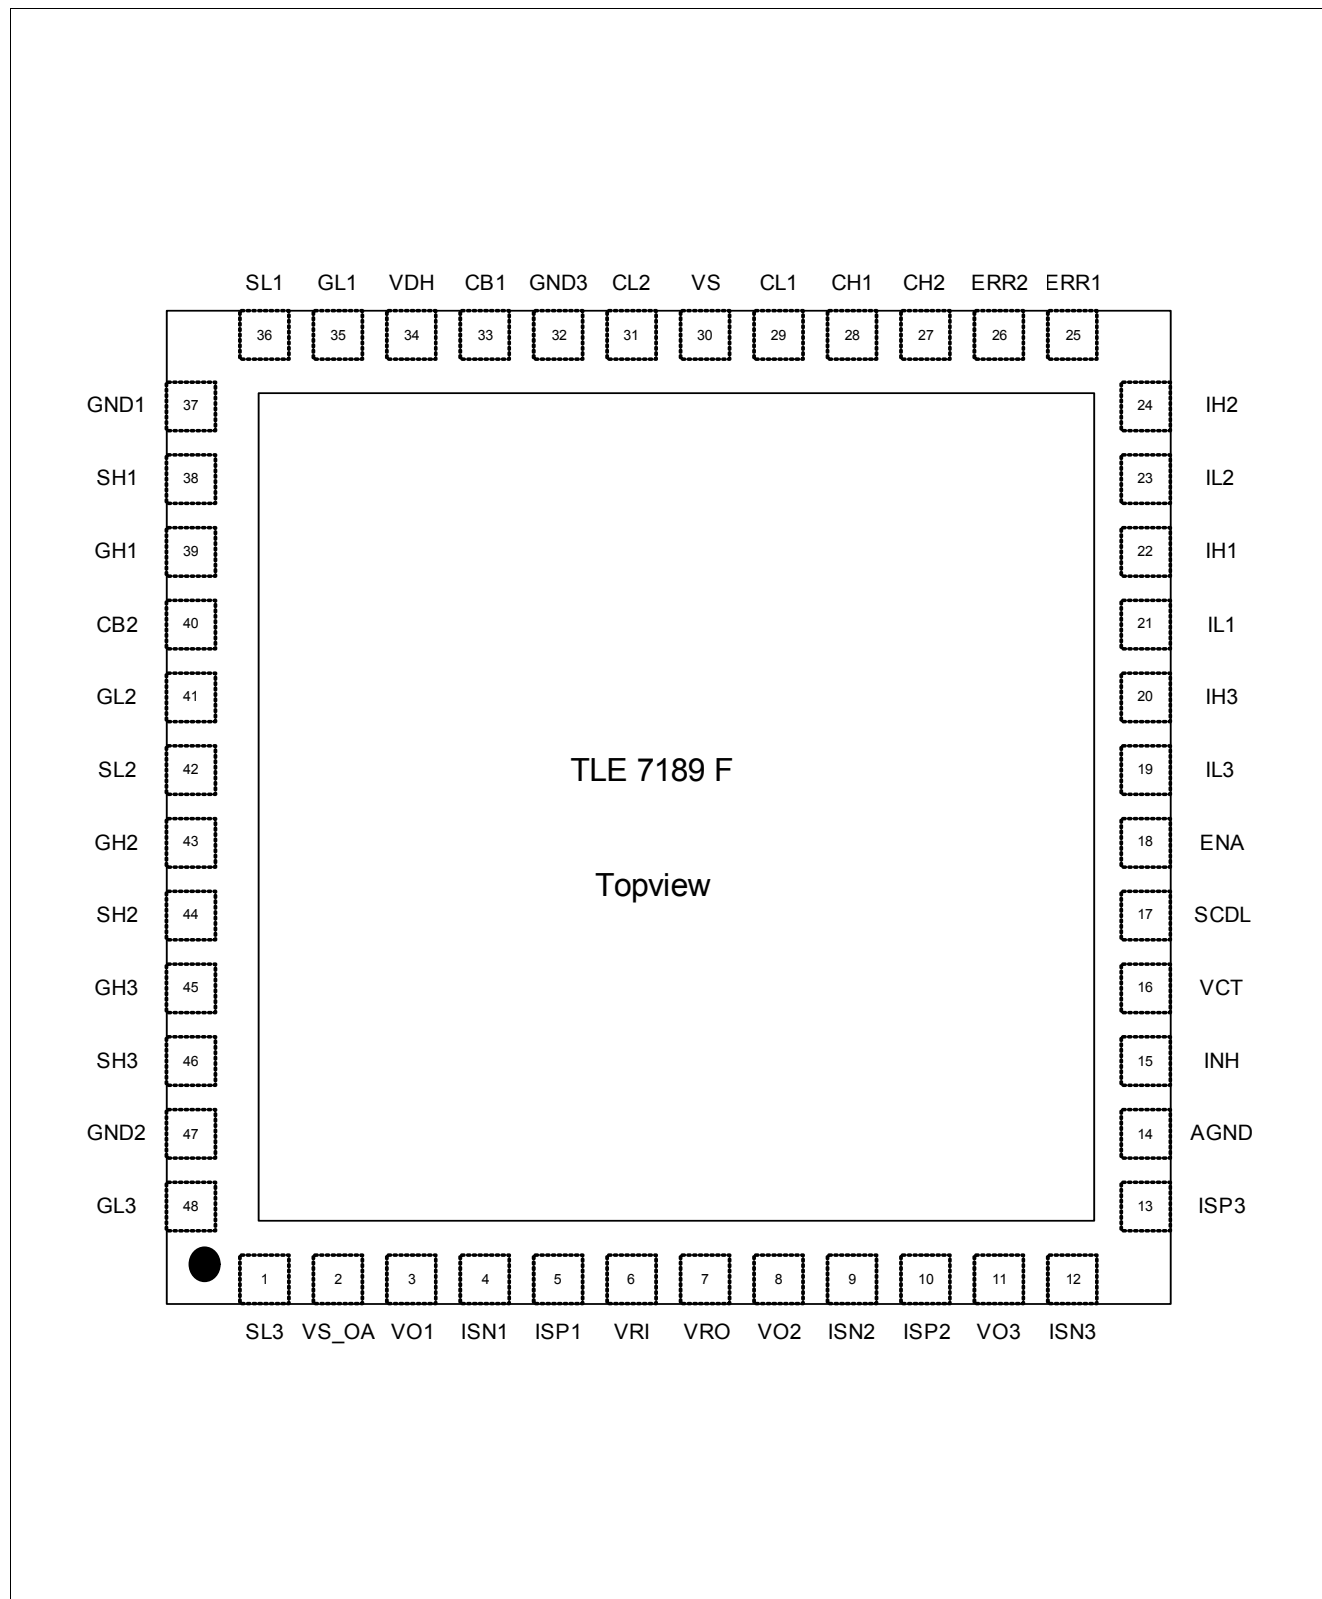 SL1 GL1 VDH CB1 GND3 CL2 VS CL1 CH1 CH2 ERR2 ERR1
36 35 34 33 32 31 30 29 28 27 26 25
GND1 37 24 IH2
SH1 38 23 IL2
GH1 39 22 IH1
CB2 40 21 IL1
GL2 41 20 IH3
SL2 42 TLE 7189 F 19 IL3
GH2 43 18 ENA
Topview
SH2 44 17 SCDL
GH3 45 16 VCT
SH3 46 15 INH
GND2 47 14 AGND
GL3 48 13 ISP3
1 2 3 4 5 6 7 8 9 10 11 12
SL3 VS_OA VO1 ISN1 ISP1 VRI VRO VO2 ISN2 ISP2 VO3 ISN3